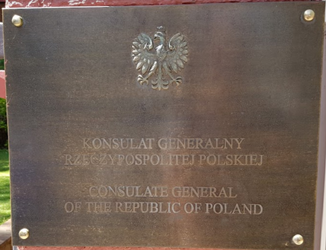 KONSULAT GENERALNY
RZECZYPOSPOLITEJ POLSKIEJ
CONSULATE GENERAL
OF THE REPUBLIC OF POLAND